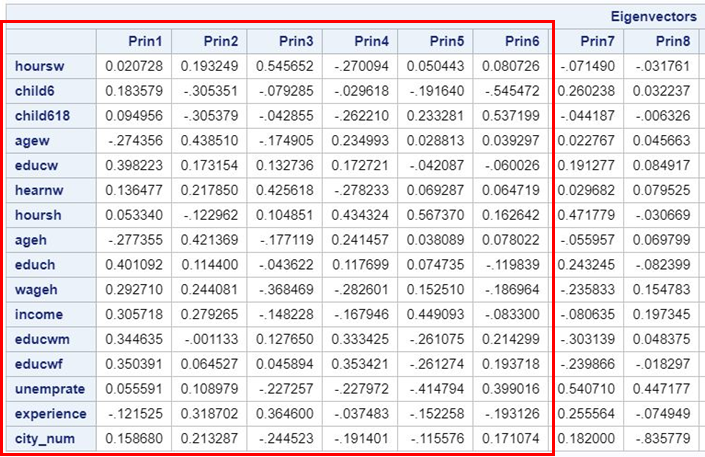 Eigenvectors
Prin1 Prin2 Prin3 Prin4 Prin5 Prin6 Prin7 Prin8
hoursw 0.020728 0.193249 0.545652 -.270094 0.050443 0.080726 -.071490 -.031761
child6 0.183579 -.305351 -.079285 -.029618 -.191640 -.545472 0.260238 0.032237
child618 0.094956 -.305379 -.042855 -.262210 0.233281 0.537199 -.044187 -.006326
agew -.274356 0.438510 -.174905 0.234993 0.028813 0.039297 0.022767 0.045663
educw 0.398223 0.173154 0.132736 0.172721 -.042087 -.060026 0.191277 0.084917
hearnw 0.136477 0.217850 0.425618 -.278233 0.069287 0.064719 0.029682 0.079525
hoursh 0.053340 -.122962 0.104851 0.434324 0.567370 0.162642 0.471779 -.030669
ageh -.277355 0.421369 -.177119 0.241457 0.038089 0.078022 -.055957 0.069799
educh 0.401092 0.114400 -.043622 0.117699 0.074735 -.119839 0.243245 -.082399
wageh 0.292710 0.244081 -.368469 -.282601 0.152510 -.186964 -.235833 0.154783
income 0.305718 0.279265 -.148228 -.167946 0.449093 -.083300 -.080635 0.197345
educwm 0.344635 -.001133 0.127650 0.333425 -.261075 0.214299 -.303139 0.048375
educwf 0.350391 0.064527 0.045894 0.353421 -.261274 0.193718 -.239866 -.018297
unemprate 0.055591 0.108979 -.227257 -.227972 -.414794 0.399016 0.540710 0.447177
experience -.121525 0.318702 0.364600 -.037483 -.152258 -.193126 0.255564 -.074949
city_num 0.158680 0.213287 -.244523 -.191401 -.115576 0.171074 0.182000 -.835779